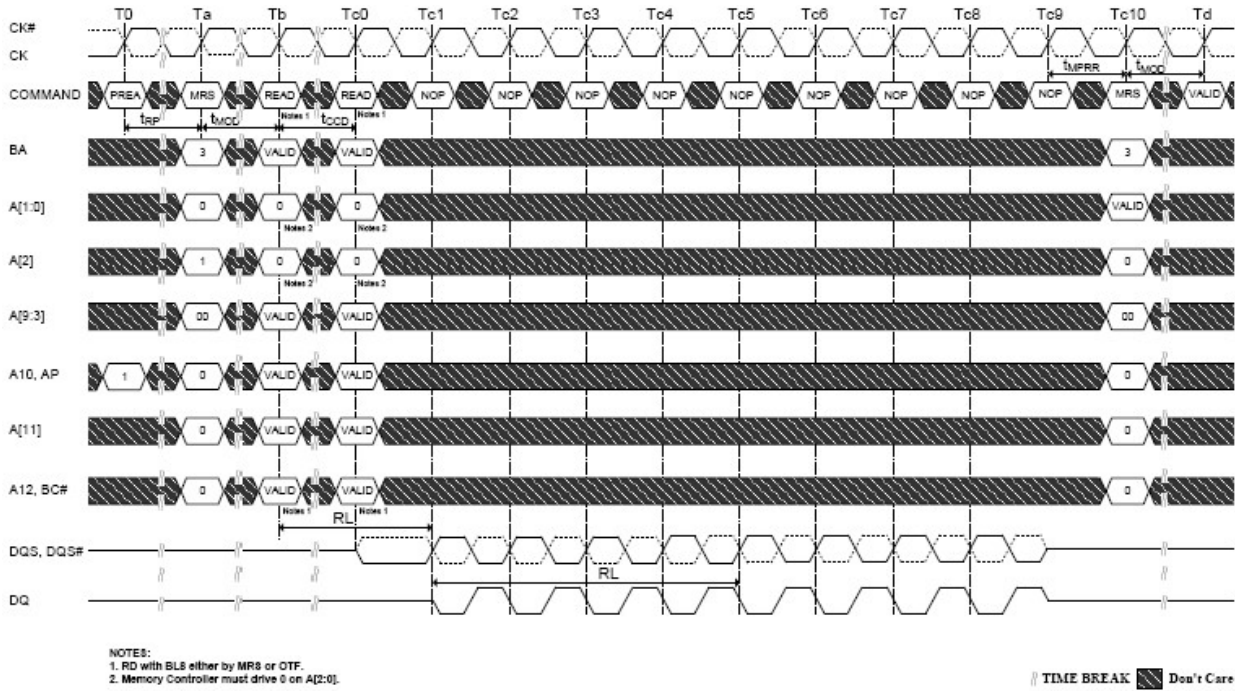 T0 Ta Tb Tc0 Tc1 Tc2 Tc3 Tc4 Tc5 Tc6 Tc7 Tc8 Tc9 Tc10 Td
CK#
CK
tMPRR tMOD
COMMAND PREA MRS READ READ NOP NOP NOP NOP NOP NOP NOP NOP NOP MRS VALID
Notes 1 Notes 1
tRP tMOD tCCD
BA 3 VALID VALID 3
A[1:0] 0 0 0 VALID
Notes 2 Notes 2
A[2] 1 0 0 0
Notes 2 Notes 2
A[9:3] 00 VALID VALID 00
A10, AP 1 0 VALID VALID 0
A[11] 0 VALID VALID 0
A12, BC# 0 VALID VALID 0
Notes 1 Notes 1
RL
DQS, DQS#
RL
DQ
NOTES:
1. RD with BL8 either by MRS or OTF.
2. Memory Controller must drive 0 on A[2:0].
TIME BREAK Don't Care